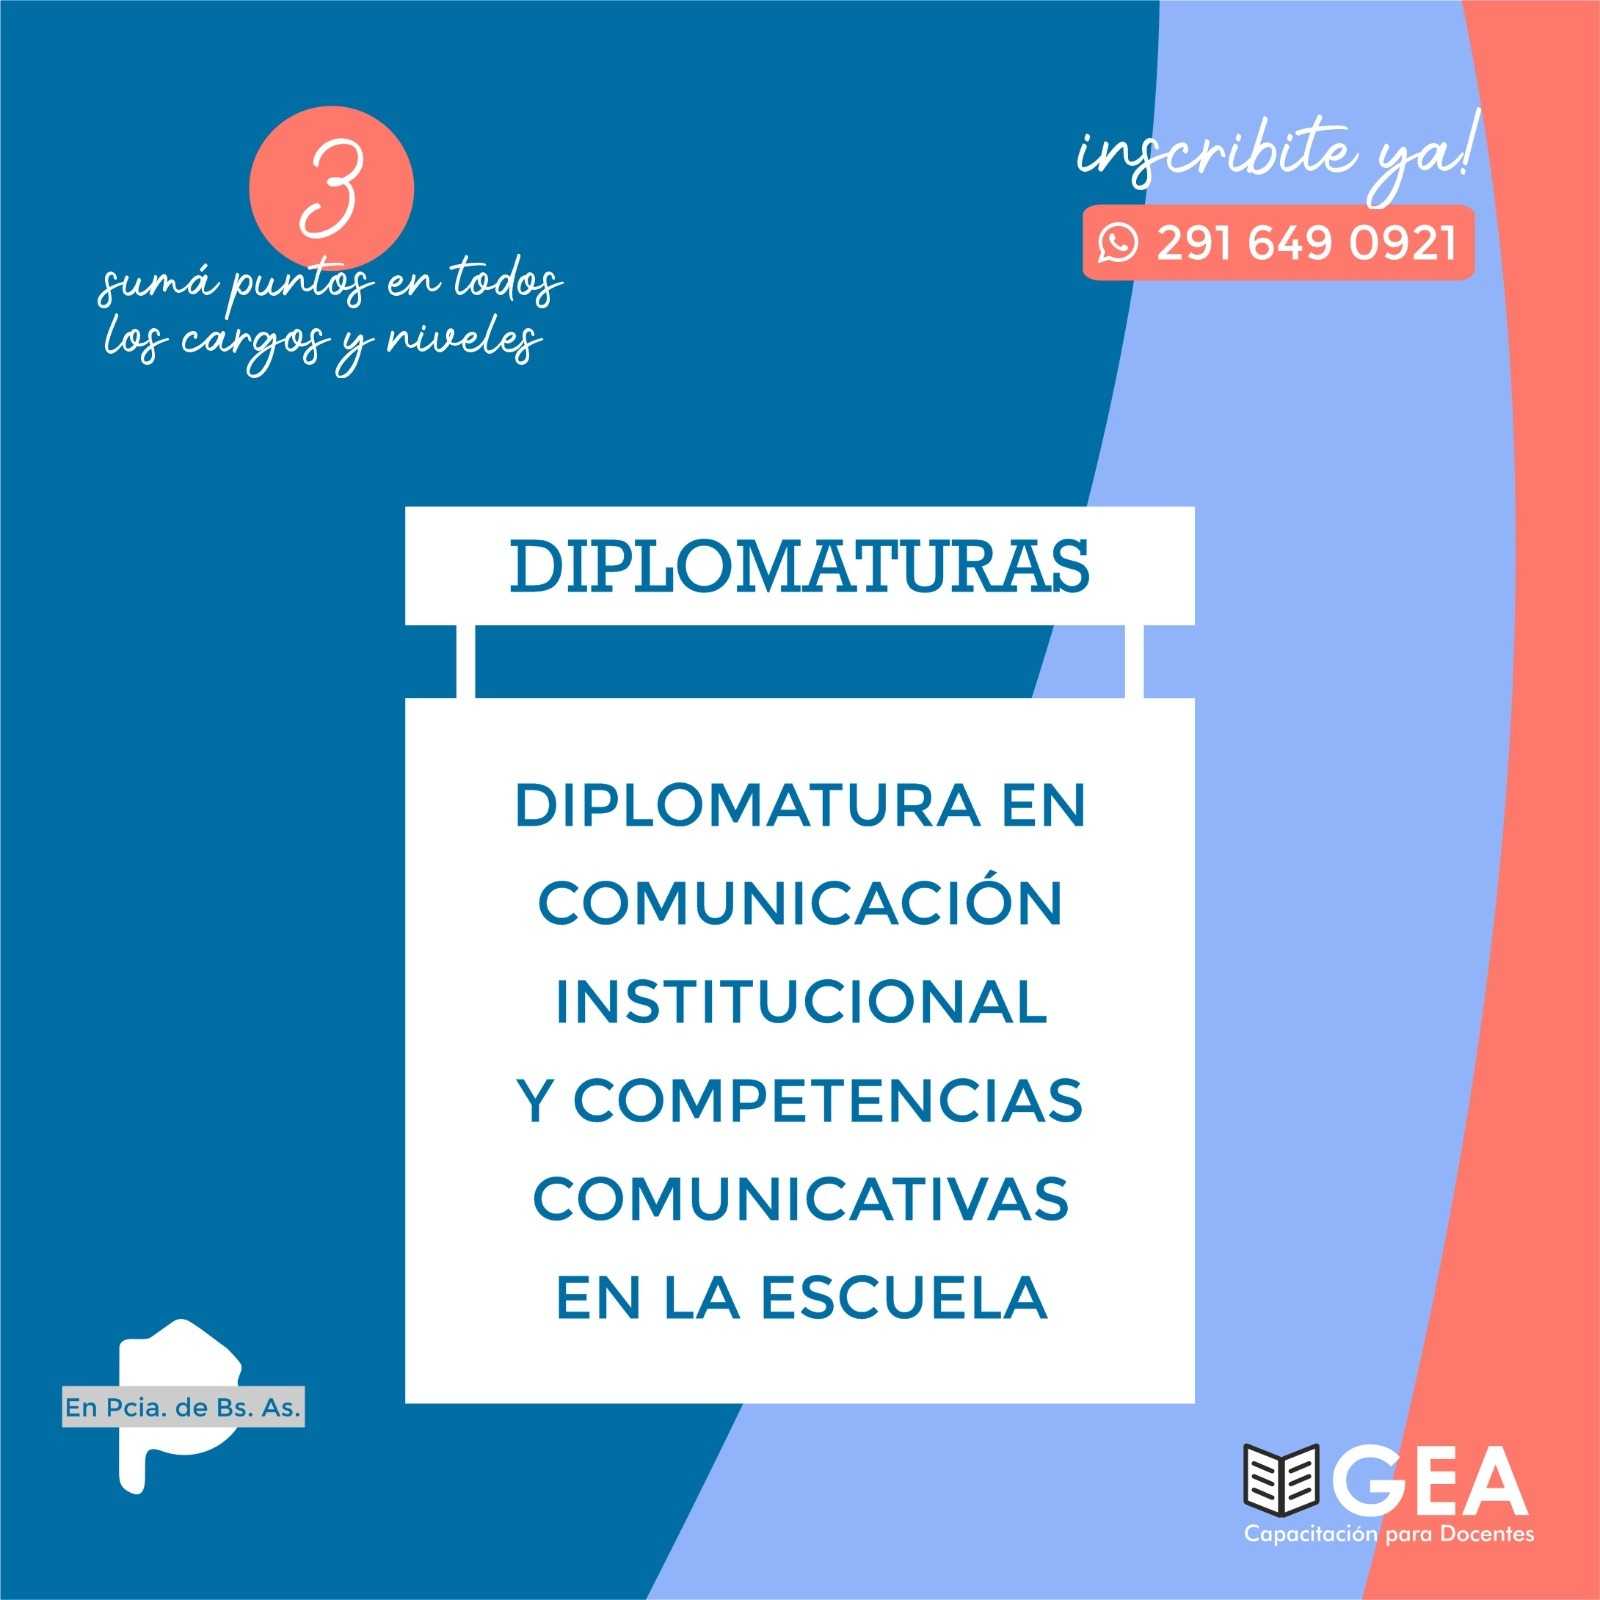 3
sumá puntos en todos
los cargos y niveles
inscribite ya!
291 649 0921
DIPLOMATURAS
DIPLOMATURA EN
COMUNICACIÓN
INSTITUCIONAL
Y COMPETENCIAS
COMUNICATIVAS
EN LA ESCUELA
En Pcia. de Bs. As.
GEA
Capacitación para Docentes